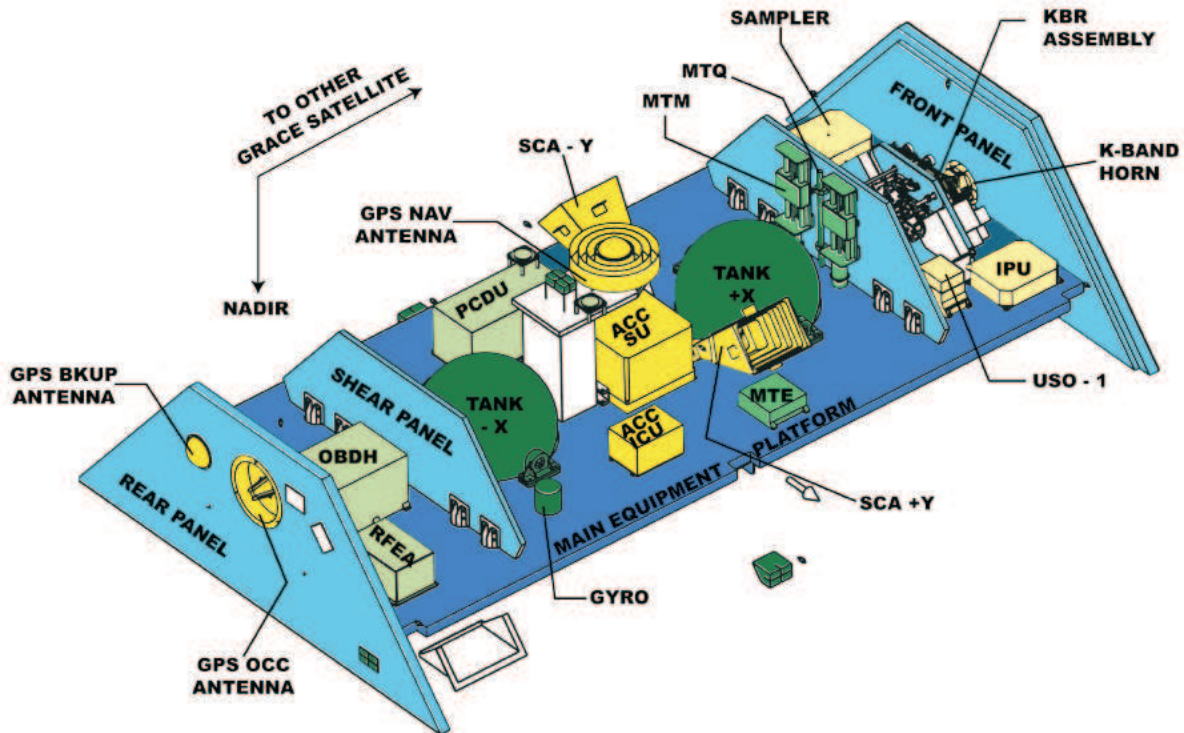 SAMPLER
KBR
ASSEMBLY
MTQ
MTM
FRONT PANEL
TO OTHER
GRACE SATELLITE
SCA - Y
K-BAND
HORN
GPS NAV
ANTENNA
TANK
+X
IPU
PCDU
NADIR
ACC
SU
GPS BKUP
ANTENNA
SHEAR PANEL
TANK
- X
MTE
USO - 1
ACC
ICU
OBDH
PLATFORM
REAR PANEL
MAIN EQUIPMENT
SCA +Y
RFEA
GYRO
GPS OCC
ANTENNA